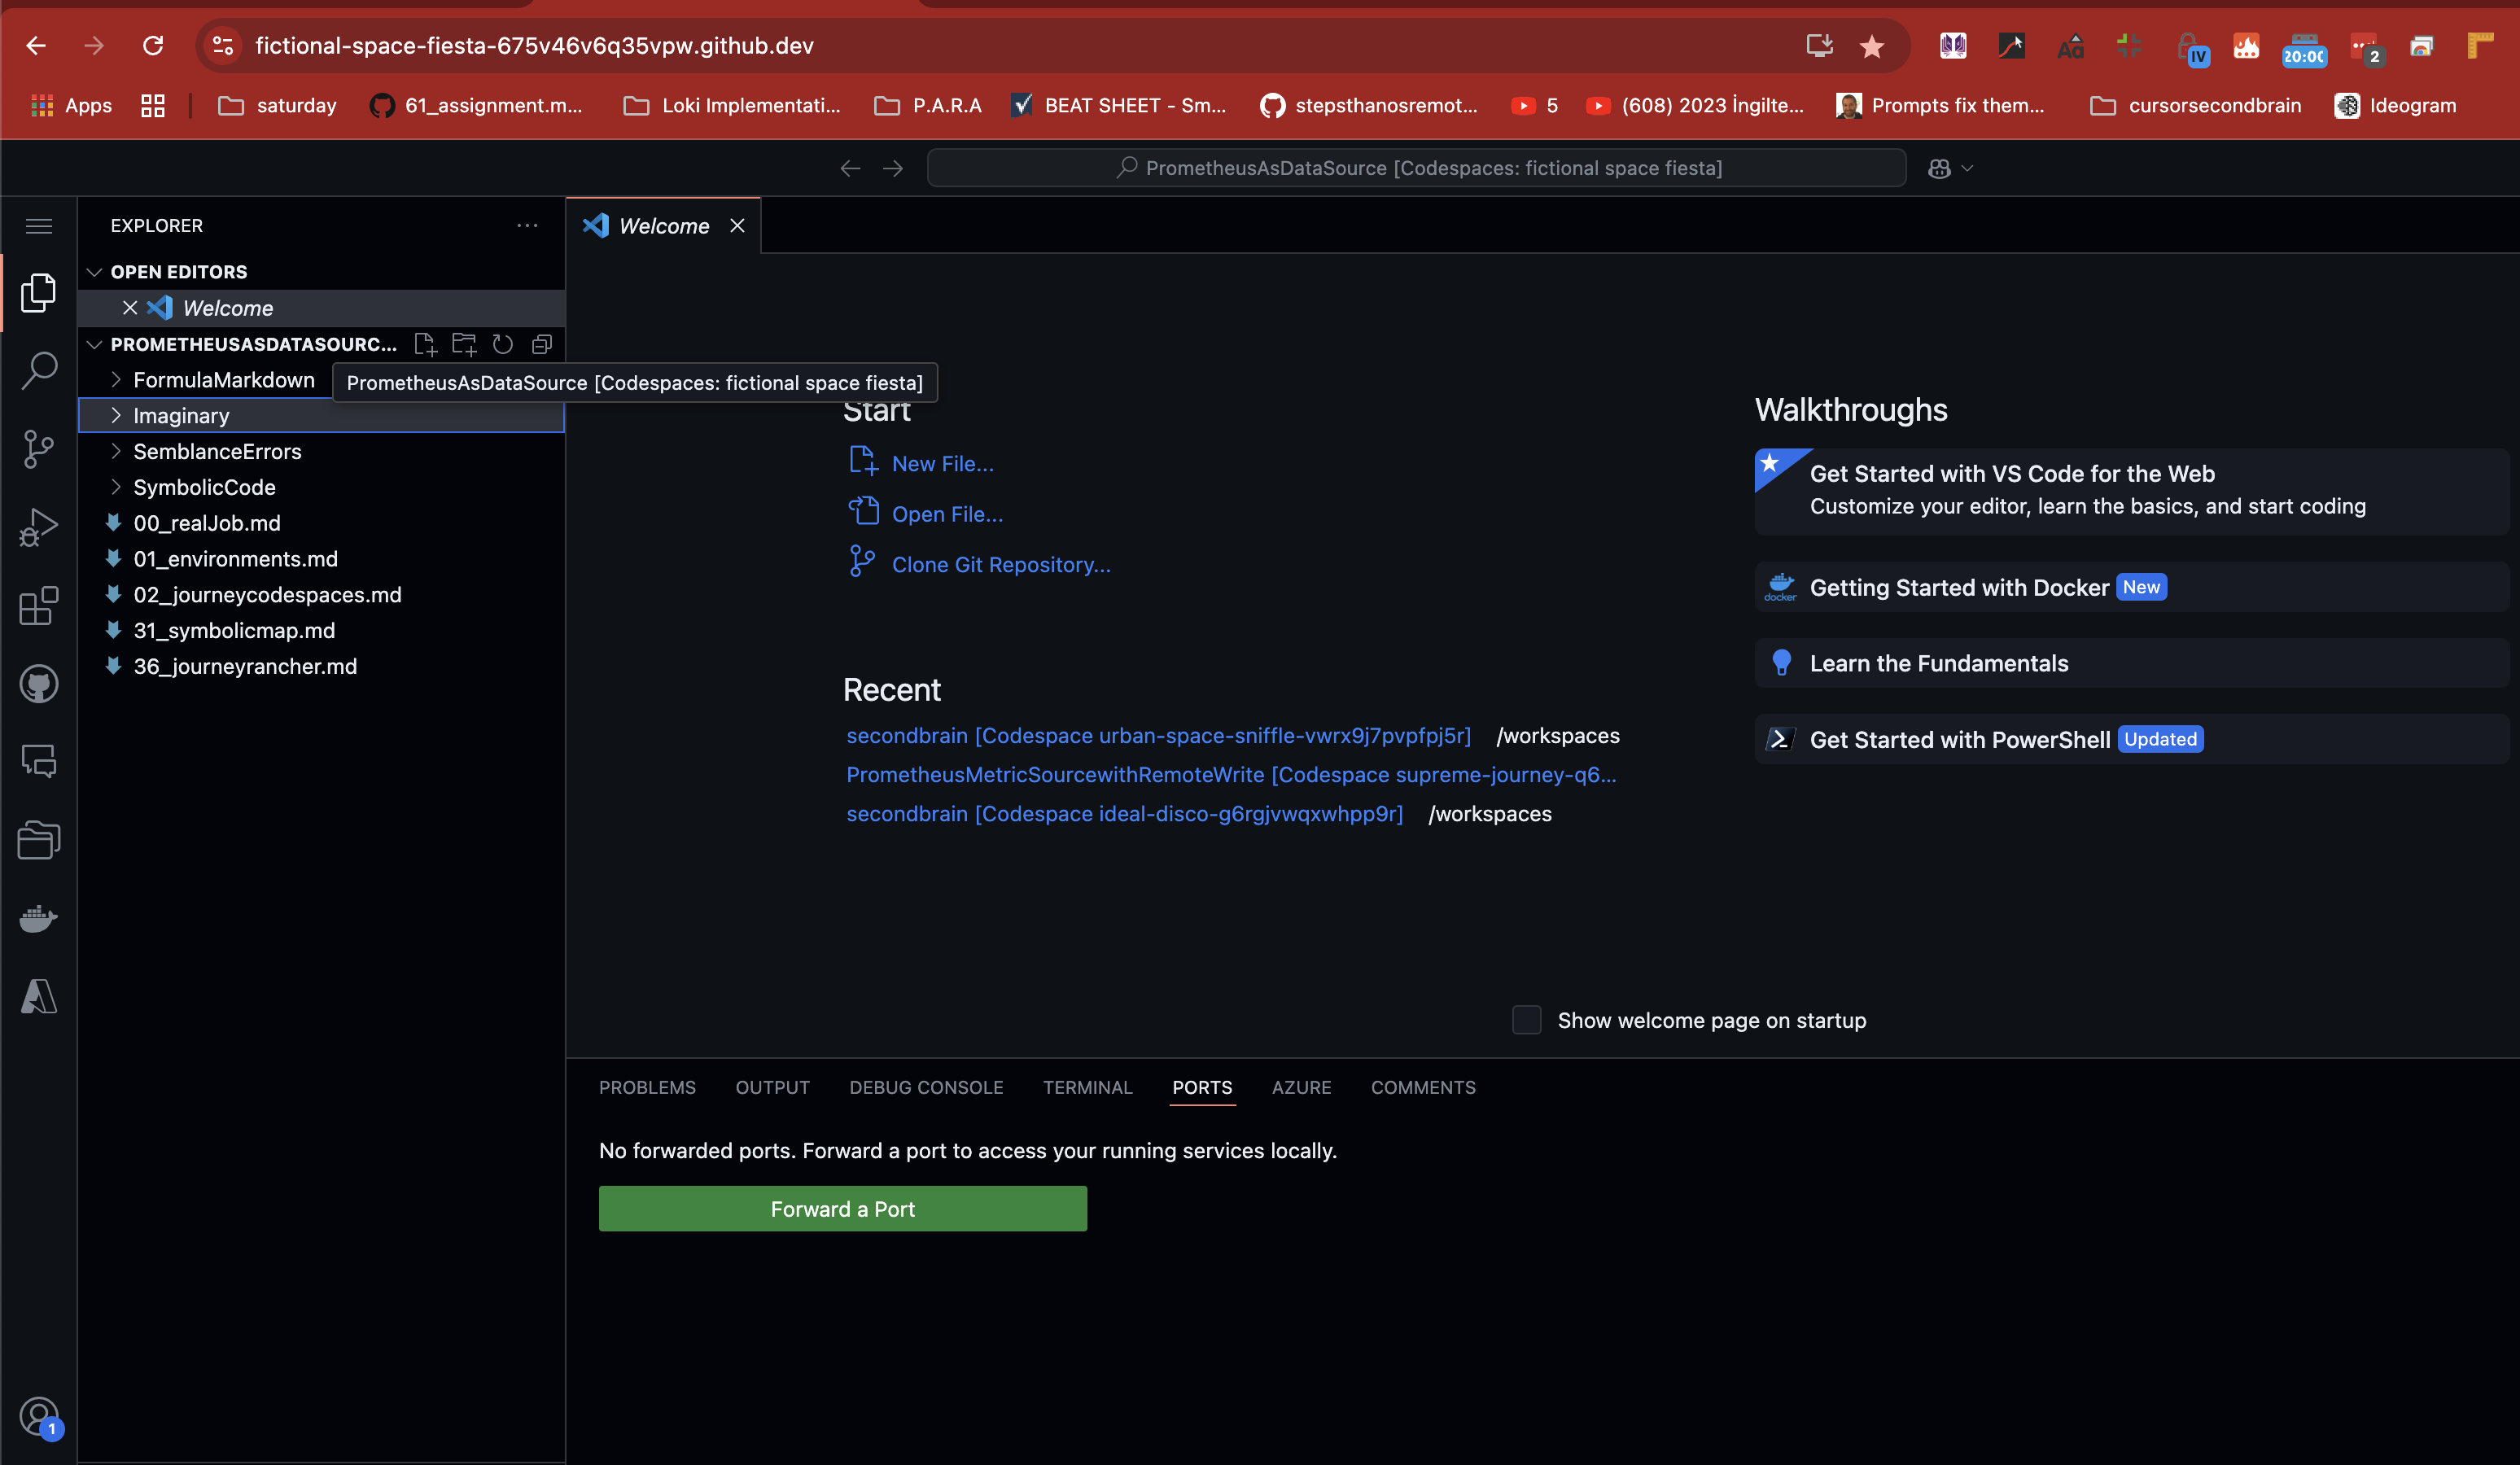 fictional-space-fiesta-675v46v6q35vpw.github.dev
IV
20:00
2
Apps
saturday
61_assignment.m...
Loki Implementati...
P.A.R.A
BEAT SHEET - Sm...
stepsthanosremot...
5
(608) 2023 İngilte...
Prompts fix them...
cursorsecondbrain
Ideogram
PrometheusAsDataSource [Codespaces: fictional space fiesta]
EXPLORER
Welcome
OPEN EDITORS
Welcome
PROMETHEUSASDATASOURC...
FormulaMarkdown
PrometheusAsDataSource [Codespaces: fictional space fiesta]
Imaginary
SemblanceErrors
SymbolicCode
00_realJob.md
01_environments.md
02_journeycodespaces.md
31_symbolicmap.md
36_journeyrancher.md
Start
New File...
Open File...
Clone Git Repository...
Recent
secondbrain [Codespace urban-space-sniffle-vwrx9j7pvpfpj5r] /workspaces
PrometheusMetricSourcewithRemoteWrite [Codespace supreme-journey-q6...
secondbrain [Codespace ideal-disco-g6rgjvwqxwhpp9r] /workspaces
Walkthroughs
Get Started with VS Code for the Web
Customize your editor, learn the basics, and start coding
docker
Getting Started with Docker New
Learn the Fundamentals
Get Started with PowerShell Updated
Show welcome page on startup
PROBLEMS
OUTPUT
DEBUG CONSOLE
TERMINAL
PORTS
AZURE
COMMENTS
No forwarded ports. Forward a port to access your running services locally.
Forward a Port
1